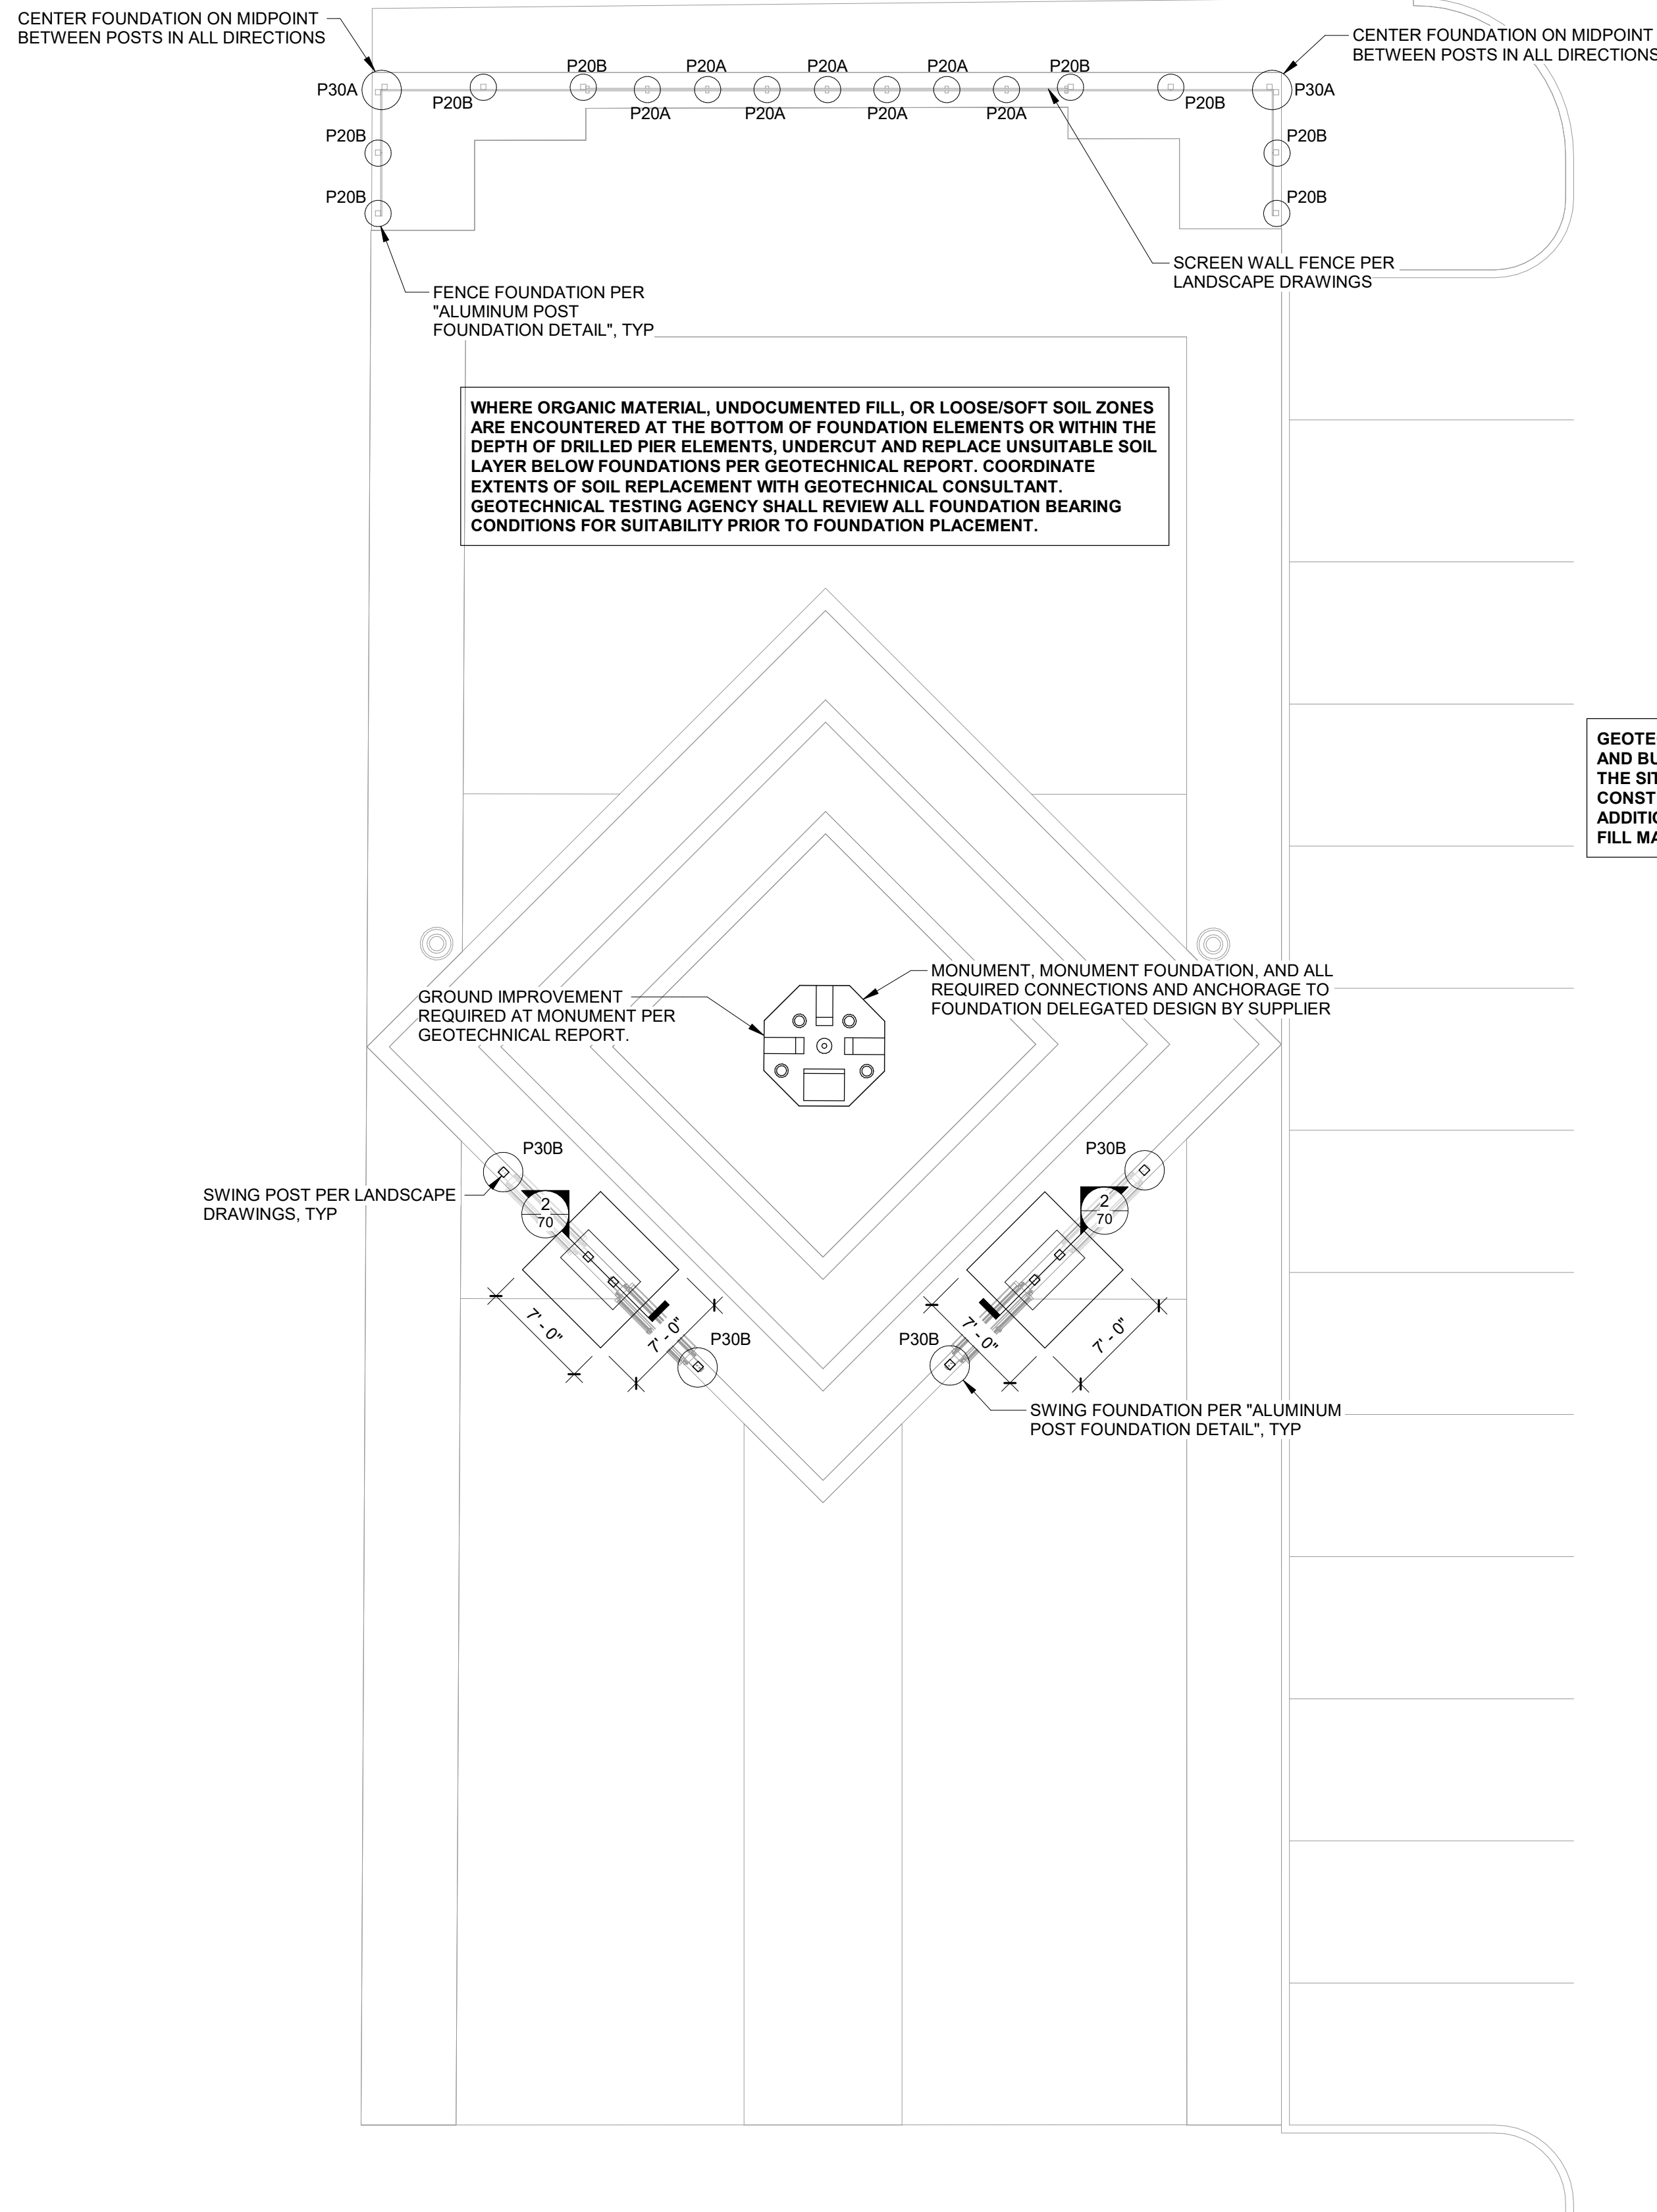 CENTER FOUNDATION ON MIDPOINT
BETWEEN POSTS IN ALL DIRECTIONS
CENTER FOUNDATION ON MIDPOINT
BETWEEN POSTS IN ALL DIRECTIONS
P20B
P20A
P20A
P20A
P20B
P30A
P30A
P20B
P20A
P20A
P20A
P20A
P20B
P20B
P20B
P20B
P20B
SCREEN WALL FENCE PER
LANDSCAPE DRAWINGS
FENCE FOUNDATION PER
"ALUMINUM POST
FOUNDATION DETAIL", TYP
WHERE ORGANIC MATERIAL, UNDOCUMENTED FILL, OR LOOSE/SOFT SOIL ZONES
ARE ENCOUNTERED AT THE BOTTOM OF FOUNDATION ELEMENTS OR WITHIN THE
DEPTH OF DRILLED PIER ELEMENTS, UNDERCUT AND REPLACE UNSUITABLE SOIL
LAYER BELOW FOUNDATIONS PER GEOTECHNICAL REPORT. COORDINATE
EXTENTS OF SOIL REPLACEMENT WITH GEOTECHNICAL CONSULTANT.
GEOTECHNICAL TESTING AGENCY SHALL REVIEW ALL FOUNDATION BEARING
CONDITIONS FOR SUITABILITY PRIOR TO FOUNDATION PLACEMENT.
AND
THE
MONUMENT, MONUMENT FOUNDATION, AND ALL
REQUIRED CONNECTIONS AND ANCHORAGE TO
FOUNDATION DELEGATED DESIGN BY SUPPLIER
GROUND IMPROVEMENT
REQUIRED AT MONUMENT PER
GEOTECHNICAL REPORT.
P30B
P30B
SWING POST PER LANDSCAPE
DRAWINGS, TYP
2
70
2
70
7' - 0"
7' - 0"
7' - 0"
7' - 0"
P30B
P30B
SWING FOUNDATION PER "ALUMINUM
POST FOUNDATION DETAIL", TYP